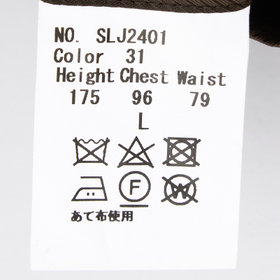 NO. SLJ2401
Color 31
Height Chest Waist
175 96 79
L
F W
あて布使用